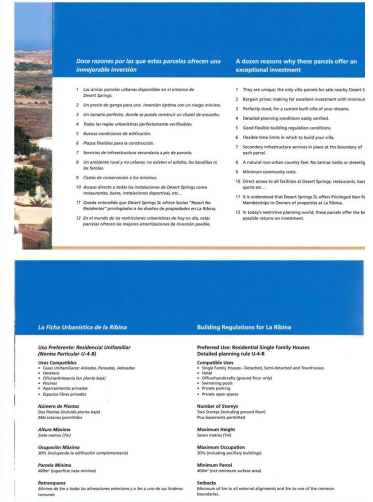 Doce razones por las que estas parcelas ofrecen una
inmejorable inversión
1 Las únicas parcelas urbanas disponibles en el entorno de
Desert Springs.
2 Un precio de ganga para una inversión óptima con un riesgo mínimo.
3 Un tamaño perfecto, donde se puede construir un chalet de ensueño.
4 Todas las reglas urbanísticas perfectamente verificables.
5 Buenas condiciones de edificación.
6 Plazos flexibles para la construcción.
7 Servicios de infraestructura secundaria a pie de parcela.
8 Un ambiente rural y no urbano; no existen el asfalto, los bordillos ni
las farolas.
9 Costes de conservación a los mínimos.
10 Acceso directo a todas las instalaciones de Desert Springs como
restaurantes, bares, instalaciones deportivas, etc...
11 Queda extendido que Desert Springs SL ofrece Socios "Resort No
Residentes" privilegiados a los dueños de propiedades en La Ribina.
12 En el mundo de las restricciones urbanísticas de hoy en día, estas
parcelas ofrecen las mejores amortizaciones de inversión posible.
A dozen reasons why these parcels offer an
exceptional investment
1 They are unique; the only villa parcels for sale nearby Desert S
2 Bargain prices; making for excellent investment with minimum
3 Perfectly sized, for a custom built villa of your dreams.
4 Detailed planning conditions easily verified.
5 Good flexible building regulation conditions.
6 Flexible time limits in which to build your villa.
7 Secondary infrastructure services in place at the boundary of
each parcel.
8 A natural non-urban country feel. No tarmac kerbs or streetlig
9 Minimum community costs.
10 Direct access to all facilities at Desert Springs; restaurants, bars
sports etc...
11 It is understood that Desert Springs SL offers Privileged Non Re
Memberships to Owners of properties at La Ribina.
12 In today's restrictive planning world, these parcels offer the be
possible returns on investment.
La Ficha Urbanística de la Ribina
Uso Preferente: Residencial Unifamiliar
(Norma Particular U-4-B)
Usos Compatibles
• Casas Unifamiliares: Aisladas, Pareadas, Adosadas
• Hotelero
• Oficina/artesanía (en planta baja)
• Piscinas
• Aparcamientos privados
• Espacios libres privados
Número de Plantas
Dos Plantas (incluida planta baja)
Más sótanos permitidos
Altura Máxima
Siete metros (7m)
Ocupación Máxima
30% (incluyendo la edificación complementaria)
Parcela Mínima
400m² (superficie neta mínima)
Retranqueos
Mínimo de 5m a todas las alineaciones exteriores y a 3m a uno de sus linderos
comunes
Building Regulations for La Ribina
Preferred Use: Residential Single Family Houses
Detailed planning rule U-4-B
Compatible Uses
• Single Family Houses- Detached, Semi-detached and Townhouses
• Hotel
• Office/handicrafts (ground floor only)
• Swimming pools
• Private parking
• Private open spaces
Number of Storeys
Two Storeys (including ground floor)
Plus basements permitted
Maximum Height
Seven metres (7m)
Maximum Occupation
30% (including ancillary buildings)
Minimum Parcel
400m² (net minimum surface area)
Setbacks
Minimum of 5m to all external alignments and 3m to one of the common
boundaries.